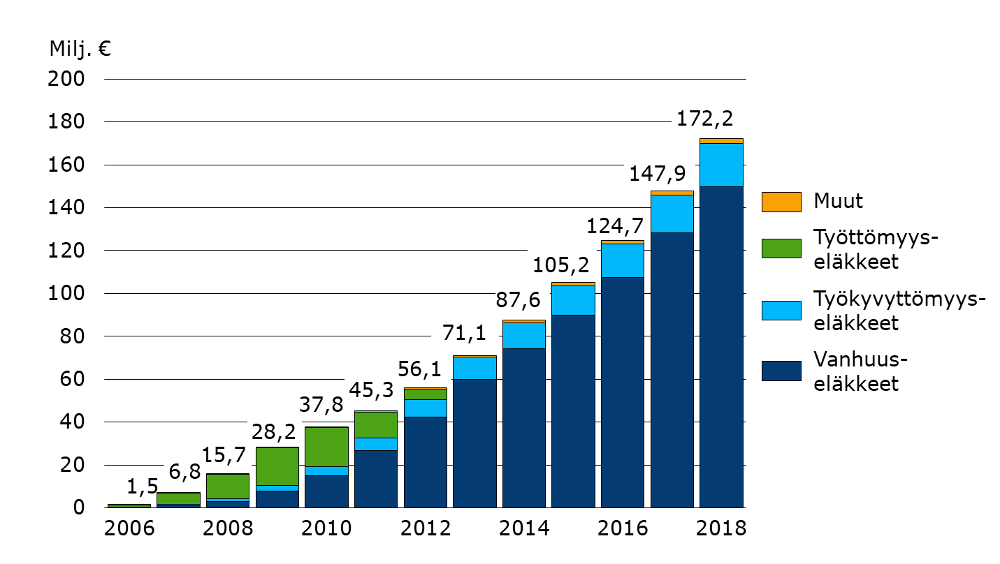 Milj. €
200
180
160
140
120
100
80
60
40
20
0
1,5
6,8
15,7
28,2
37,8
45,3
56,1
71,1
87,6
105,2
124,7
147,9
172,2
2006 2008 2010 2012 2014 2016 2018
Muut
Työttömyys-
eläkkeet
Työkyvyttömyys-
eläkkeet
Vanhuus-
eläkkeet